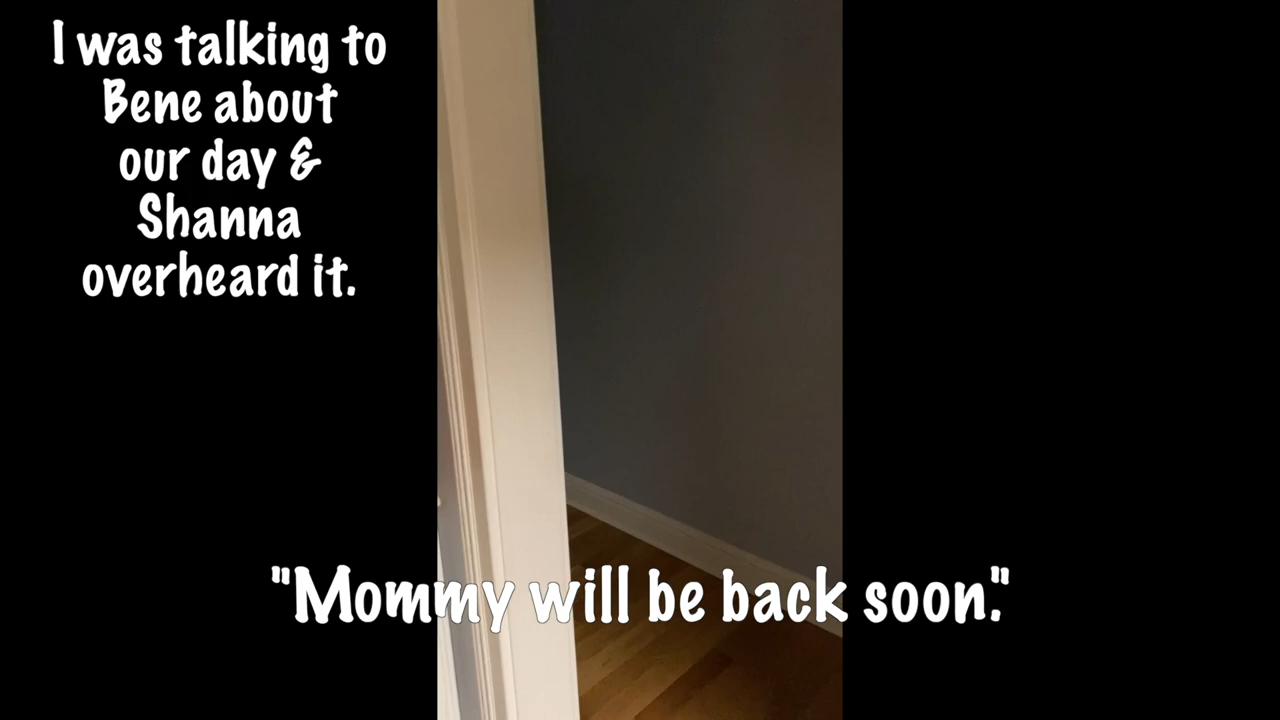 I was talking to
Bene about
our day &
Shanna
overheard it.
"Mommy will be back soon."